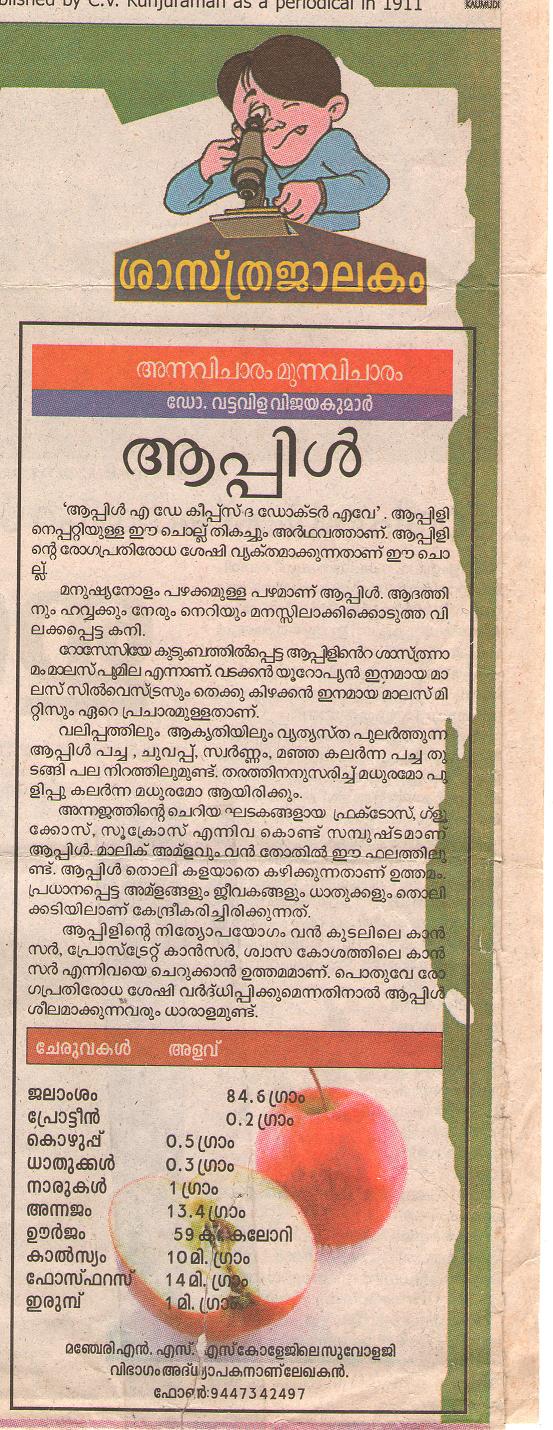 blished by C.V. Kunjuraman as a periodical in 1911
KAUMUDI
ശാസ്ത്രജാലകം
അന്നവിചാരം മുന്നവിചാരം
ഡോ. വട്ടവിള വിജയകുമാർ
ആപ്പിൾ
'ആപ്പിൾ എ ഡേ കീപ്പ്സ് ദ ഡോക്ടർ എവേ' . ആപ്പിളി
നെപ്പറ്റിയുള്ള ഈ ചൊല്ല് തികച്ചും അർഥവത്താണ്. ആപ്പിളി
ന്റെ രോഗപ്രതിരോധ ശേഷി വ്യക്തമാക്കുന്നതാണ് ഈ ചൊ
ല്ല്.
മനുഷ്യനോളം പഴക്കമുള്ള പഴമാണ് ആപ്പിൾ. ആദത്തി
നും ഹവ്വക്കും നേരും നെറിയും മനസ്സിലാക്കിക്കൊടുത്ത വി
ലക്കപ്പെട്ട കനി.
റോസേസിയേ കുടുംബത്തിൽപ്പെട്ട ആപ്പിളിൻെറ ശാസ്ത്രനാ
മം മാലസ് പൂമില എന്നാണ്. വടക്കൻ യൂറോപ്യൻ ഇനമായ മാ
ലസ് സിൽവെസ്ട്രസും തെക്കു കിഴക്കൻ ഇനമായ മാലസ് മി
റ്റിസും ഏറെ പ്രചാരമുള്ളതാണ്.
വലിപ്പത്തിലും ആകൃതിയിലും വ്യത്യസ്ത പുലർത്തുന്ന
ആപ്പിൾ പച്ച , ചുവപ്പ്, സ്വർണ്ണം, മഞ്ഞ കലർന്ന പച്ച തു
ടങ്ങി പല നിറത്തിലുമുണ്ട്. തരത്തിനനുസരിച്ച് മധുരമോ പു
ളിപ്പു കലർന്ന മധുരമോ ആയിരിക്കും.
അന്നജത്തിന്റെ ചെറിയ ഘടകങ്ങളായ ഫ്രക്ടോസ്, ഗ്ളൂ
ക്കോസ്, സൂക്രോസ് എന്നിവ കൊണ്ട് സമ്പുഷ്ടമാണ്
ആപ്പിൾ. മാലിക് അമ്ളവും വൻ തോതിൽ ഈ ഫലത്തിലു
ണ്ട്. ആപ്പിൾ തൊലി കളയാതെ കഴിക്കുന്നതാണ് ഉത്തമം.
പ്രധാനപ്പെട്ട അമ്ളങ്ങളും ജീവകങ്ങളും ധാതുക്കളും തൊലി
ക്കടിയിലാണ് കേന്ദ്രീകരിച്ചിരിക്കുന്നത്.
ആപ്പിളിന്റെ നിത്യോപയോഗം വൻ കുടലിലെ കാൻ
സർ, പ്രോസ്ട്രേറ്റ് കാൻസർ, ശ്വാസ കോശത്തിലെ കാൻ
സർ എന്നിവയെ ചെറുക്കാൻ ഉത്തമമാണ്. പൊതുവേ രോ
ഗപ്രതിരോധ ശേഷി വർദ്ധിപ്പിക്കുമെന്നതിനാൽ ആപ്പിൾ
ശീലമാക്കുന്നവരും ധാരാളമുണ്ട്.
ചേരുവകൾ അളവ്
ജലാംശം 84.6 ഗ്രാം
പ്രോട്ടീൻ 0.2 ഗ്രാം
കൊഴുപ്പ് 0.5 ഗ്രാം
ധാതുക്കൾ 0.3 ഗ്രാം
നാരുകൾ 1 ഗ്രാം
അന്നജം 13.4 ഗ്രാം
ഊർജം 59 കി.കലോറി
കാൽസ്യം 10 മി. ഗ്രാം
ഫോസ്ഫറസ് 14 മി. ഗ്രാം
ഇരുമ്പ് 1 മി. ഗ്രാം
മഞ്ചേരി എൻ. എസ്. എസ് കോളേജിലെ സുവോളജി
വിഭാഗം അദ്ധ്യാപകനാണ് ലേഖകൻ.
ഫോൺ: 9447342497